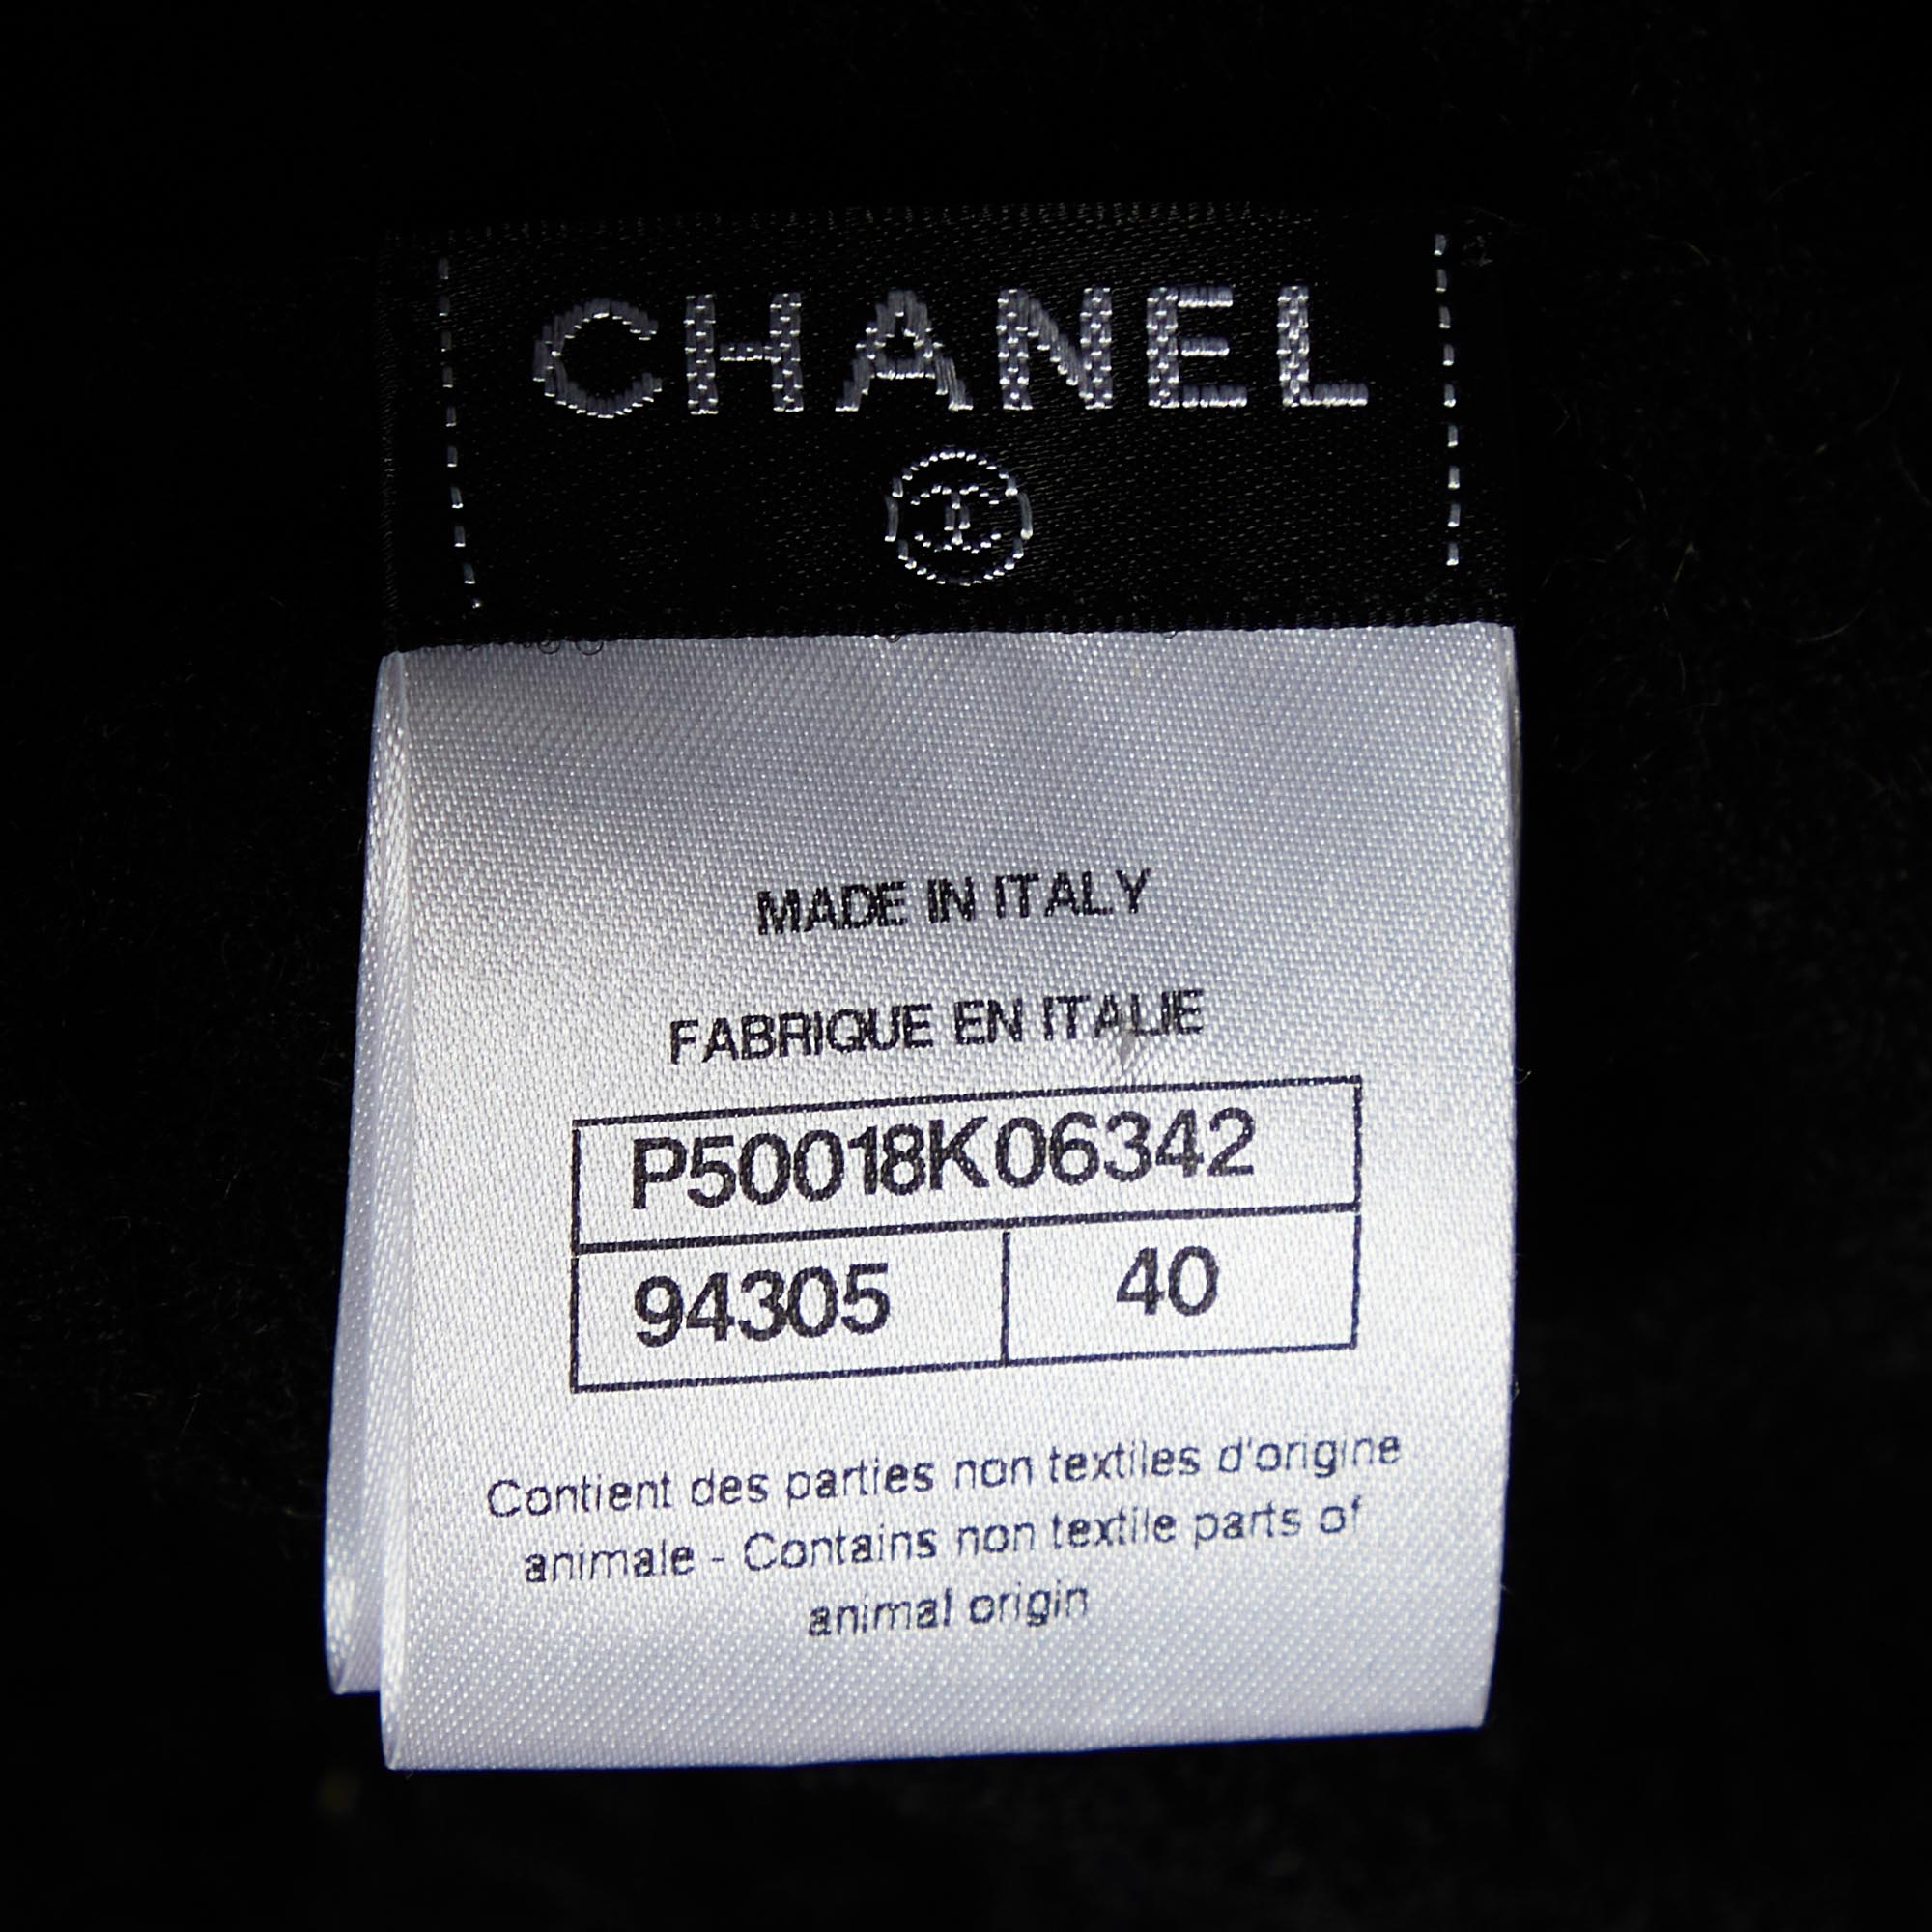 CHANEL
MADE IN ITALY
FABRIQUE EN ITALIE
P50018K06342
94305 40
Contient des parties non textiles d'origine
animale - Contains non textile parts of
animal origin